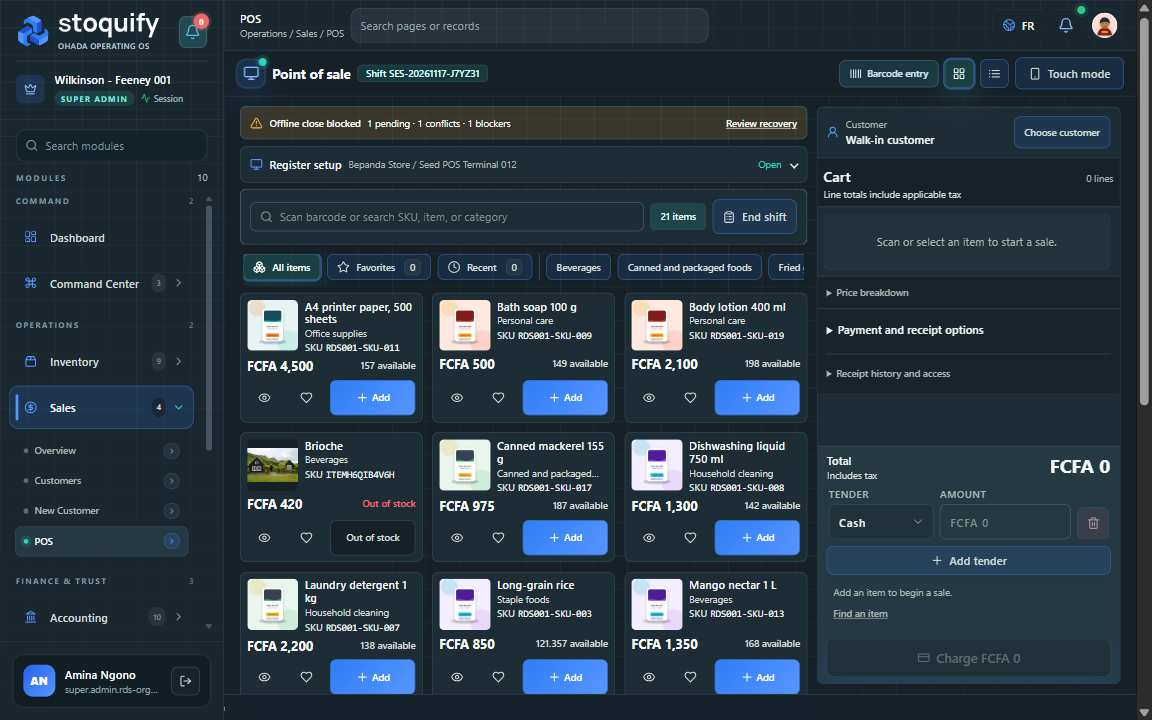 stoquify
OHADA OPERATING OS
0
Wilkinson - Feeney 001
SUPER ADMIN
Session
Search modules
MODULES 10
COMMAND 2
Dashboard
Command Center 3
OPERATIONS 2
Inventory 9
Sales 4
Overview
Customers
New Customer
POS
FINANCE & TRUST 3
Accounting 10
AN
Amina Ngono
super.admin.rds-org...
POS
Operations / Sales / POS
Search pages or records
FR
Point of sale
Shift SES-20261117-J7YZ31
Barcode entry
Touch mode
Offline close blocked 1 pending · 1 conflicts · 1 blockers
Review recovery
Register setup Bepanda Store / Seed POS Terminal 012
Open
Scan barcode or search SKU, item, or category
21 items
End shift
All items
Favorites 0
Recent 0
Beverages
Canned and packaged foods
Fried
A4 printer paper, 500 sheets
Office supplies
SKU RDS001-SKU-011
FCFA 4,500
157 available
Add
Bath soap 100 g
Personal care
SKU RDS001-SKU-009
FCFA 500
149 available
Add
Body lotion 400 ml
Personal care
SKU RDS001-SKU-019
FCFA 2,100
198 available
Add
Brioche
Beverages
SKU ITEMH6QIB4V6H
FCFA 420
Out of stock
Out of stock
Canned mackerel 155 g
Canned and packaged...
SKU RDS001-SKU-017
FCFA 975
187 available
Add
Dishwashing liquid 750 ml
Household cleaning
SKU RDS001-SKU-008
FCFA 1,300
142 available
Add
Laundry detergent 1 kg
Household cleaning
SKU RDS001-SKU-007
FCFA 2,200
138 available
Add
Long-grain rice
Staple foods
SKU RDS001-SKU-003
FCFA 850
121.357 available
Add
Mango nectar 1 L
Beverages
SKU RDS001-SKU-013
FCFA 1,350
168 available
Add
Customer
Walk-in customer
Choose customer
Cart
0 lines
Line totals include applicable tax
Scan or select an item to start a sale.
Price breakdown
Payment and receipt options
Receipt history and access
Total
Includes tax
FCFA 0
TENDER
AMOUNT
Cash
FCFA 0
Add tender
Add an item to begin a sale.
Find an item
Charge FCFA 0